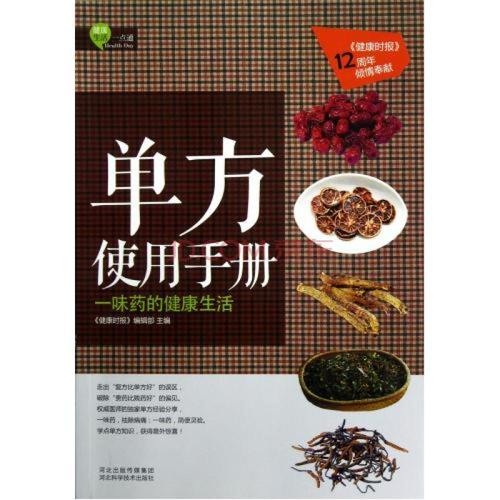 健康
生活
一点通
Health Day
《健康时报》
12周年
倾情奉献
单方
使用手册
一味药的健康生活
《健康时报》编辑部 主编
走出“复方比单方好”的误区，
破除“贵药比贱药好”的偏见。
权威医师的独家单方经验分享，
一味药，祛除病痛；一味药，简便灵验。
学点单方知识，获得意外惊喜！
河北出版传媒集团
河北科学技术出版社